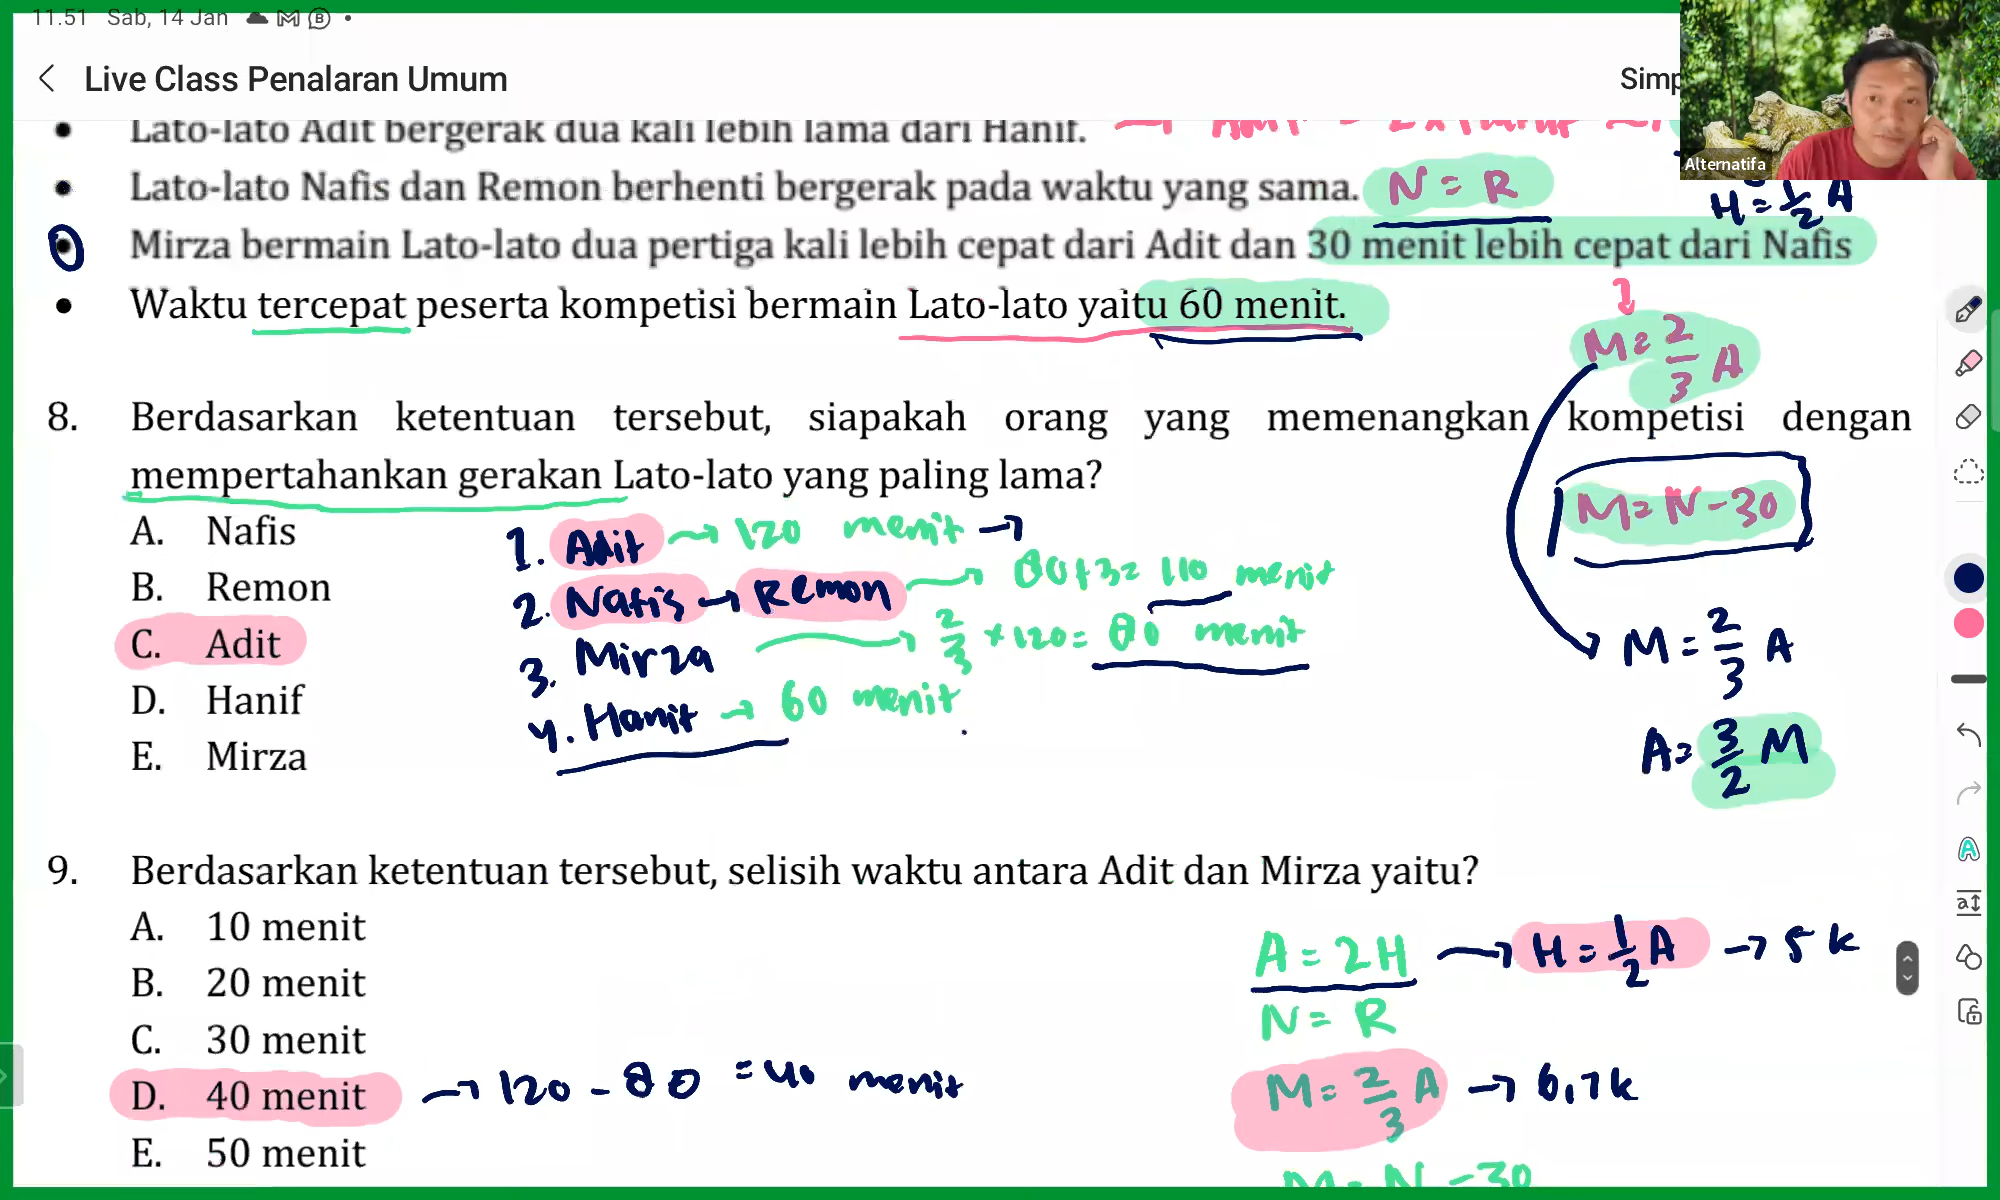 11.51 Sab, 14 Jan
Live Class Penalaran Umum
Simp
Alternatifa
Lato-lato Adit bergerak dua kali lebih lama dari Hanif.
Lato-lato Nafis dan Remon berhenti bergerak pada waktu yang sama. N = R
H = 1/2 A
Mirza bermain Lato-lato dua pertiga kali lebih cepat dari Adit dan 30 menit lebih cepat dari Nafis
Waktu tercepat peserta kompetisi bermain Lato-lato yaitu 60 menit.
M = 2/3 A
8. Berdasarkan ketentuan tersebut, siapakah orang yang memenangkan kompetisi dengan
mempertahankan gerakan Lato-lato yang paling lama?
M = N - 30
A. Nafis
B. Remon
C. Adit
D. Hanif
E. Mirza
1. Adit → 120 menit →
2. Nafis → Remon → 80+3= 110 menit
3. Mirza → 2/3 × 120 = 80 menit
4. Hanif → 60 menit
M = 2/3 A
A = 3/2 M
9. Berdasarkan ketentuan tersebut, selisih waktu antara Adit dan Mirza yaitu?
A. 10 menit
B. 20 menit
C. 30 menit
D. 40 menit → 120 - 80 = 40 menit
E. 50 menit
A = 2H → H = 1/2 A → 5 k
N = R
M = 2/3 A → 6,7k
M = N - 30